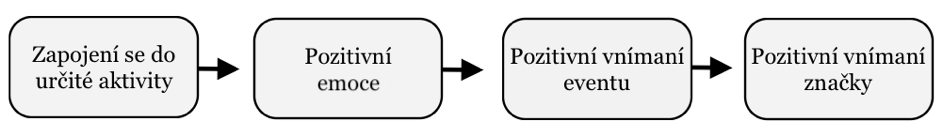 Zapojení se do
určité aktivity
Pozitivní
emoce
Pozitivní vnímaní
eventu
Pozitivní vnímaní
značky